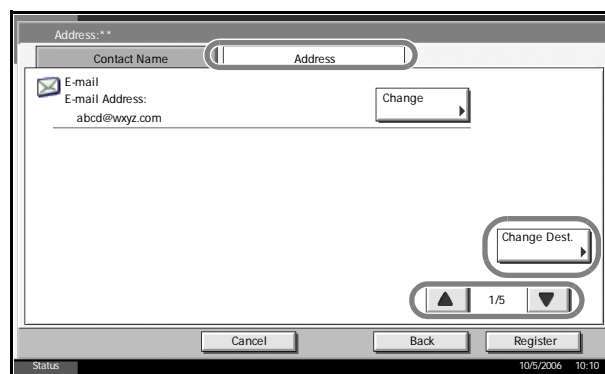 Address:**
Contact Name Address
E-mail
E-mail Address: Change
abcd@wxyz.com
Change Dest.
1/5
Cancel Back Register
Status 10/5/2006 10:10